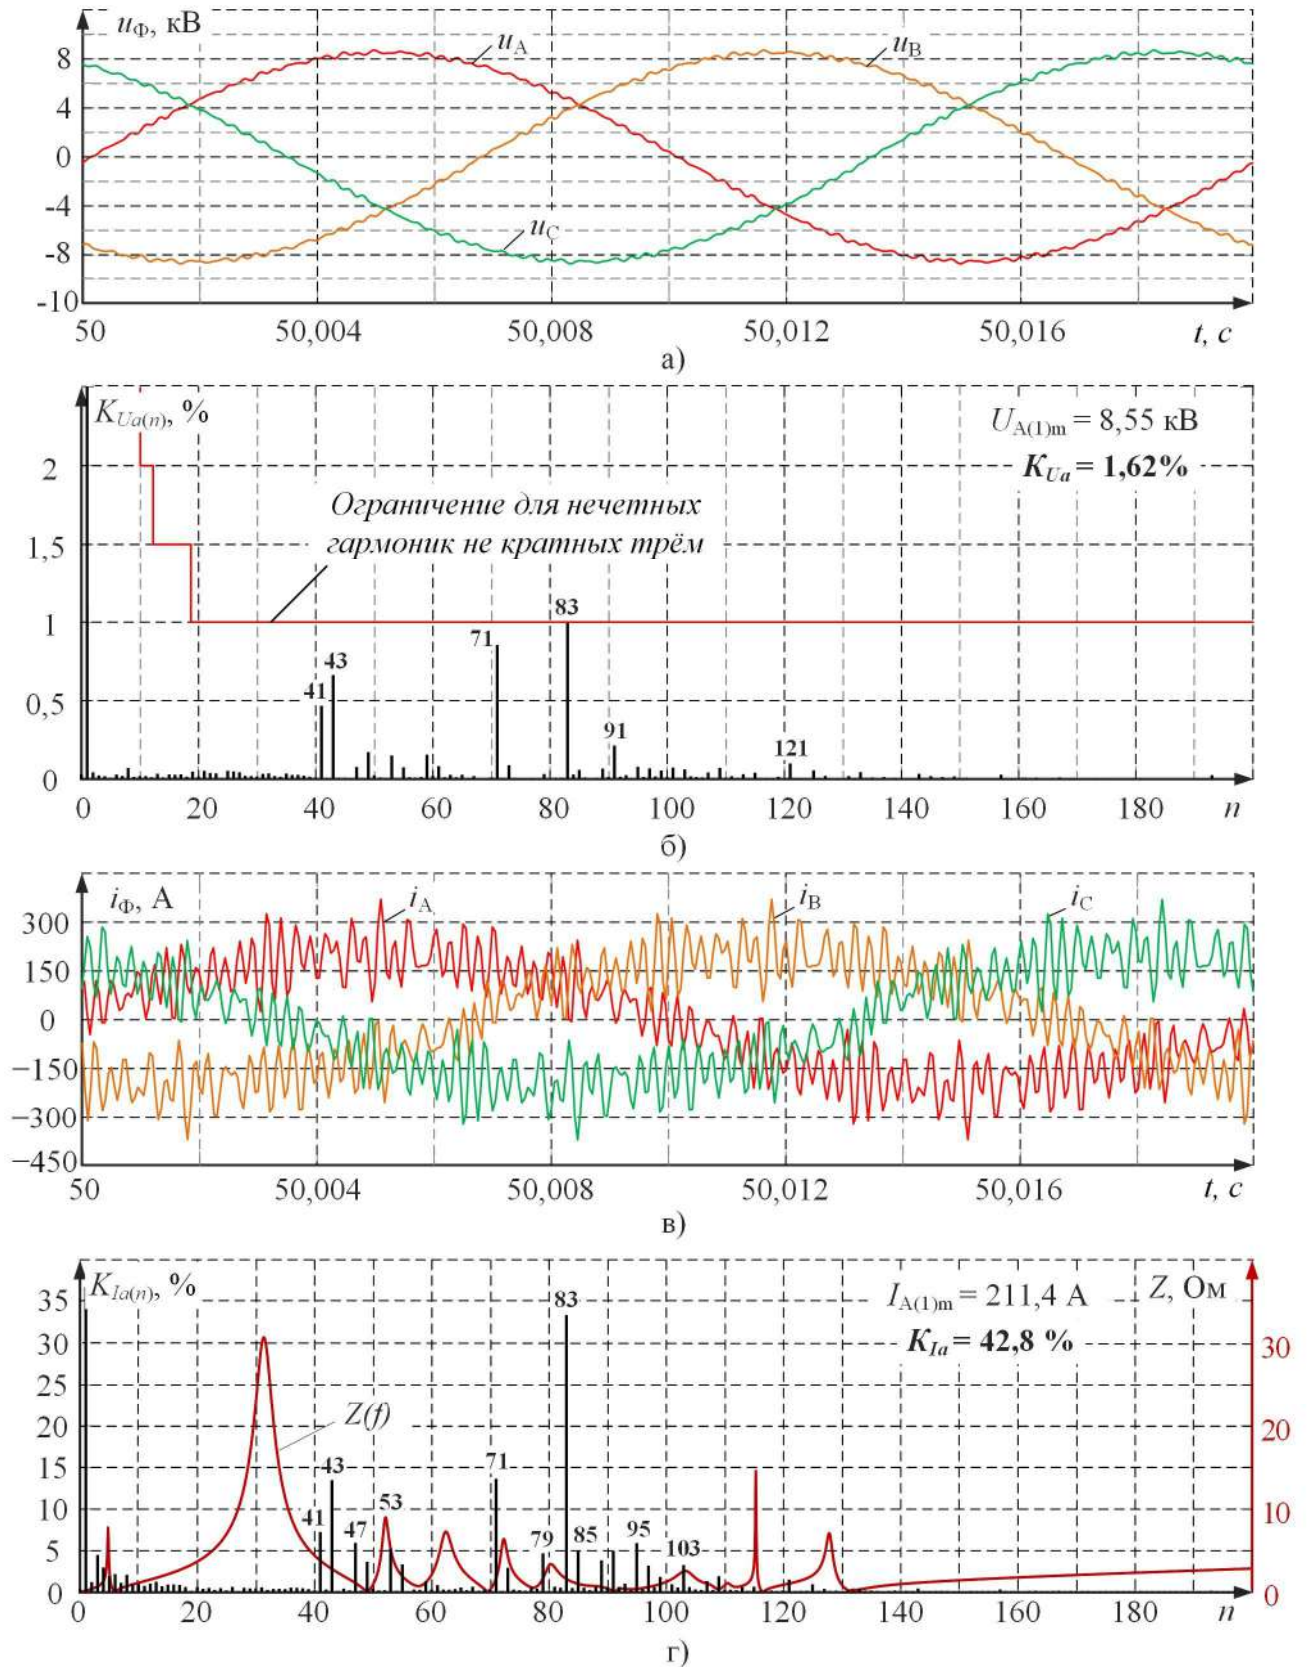 uФ, кВ
8
4
0
-4
-8
-10
uA
uB
uC
50
50,004
50,008
50,012
50,016
t, с
а)
KUa(n), %
UA(1)m = 8,55 кВ
KUa = 1,62%
2
1,5
1
0,5
0
Ограничение для нечетных
гармоник не кратных трём
41
43
71
83
91
121
0
20
40
60
80
100
120
140
160
180
n
б)
iФ, А
iA
iB
iC
300
150
0
−150
−300
−450
50
50,004
50,008
50,012
50,016
t, с
в)
KIa(n), %
IA(1)m = 211,4 А
KIa = 42,8 %
Z, Ом
35
30
25
20
15
10
5
0
Z(f)
41
43
47
53
71
79
83
85
95
103
30
20
10
0
0
20
40
60
80
100
120
140
160
180
n
г)